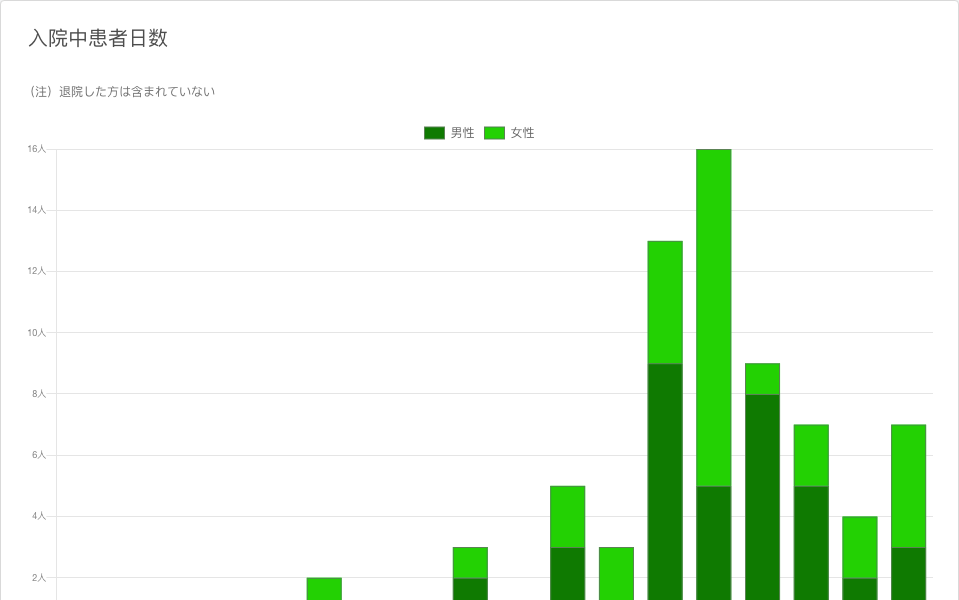 入院中患者日数
（注）退院した方は含まれていない
男性 女性
16人
14人
12人
10人
8人
6人
4人
2人